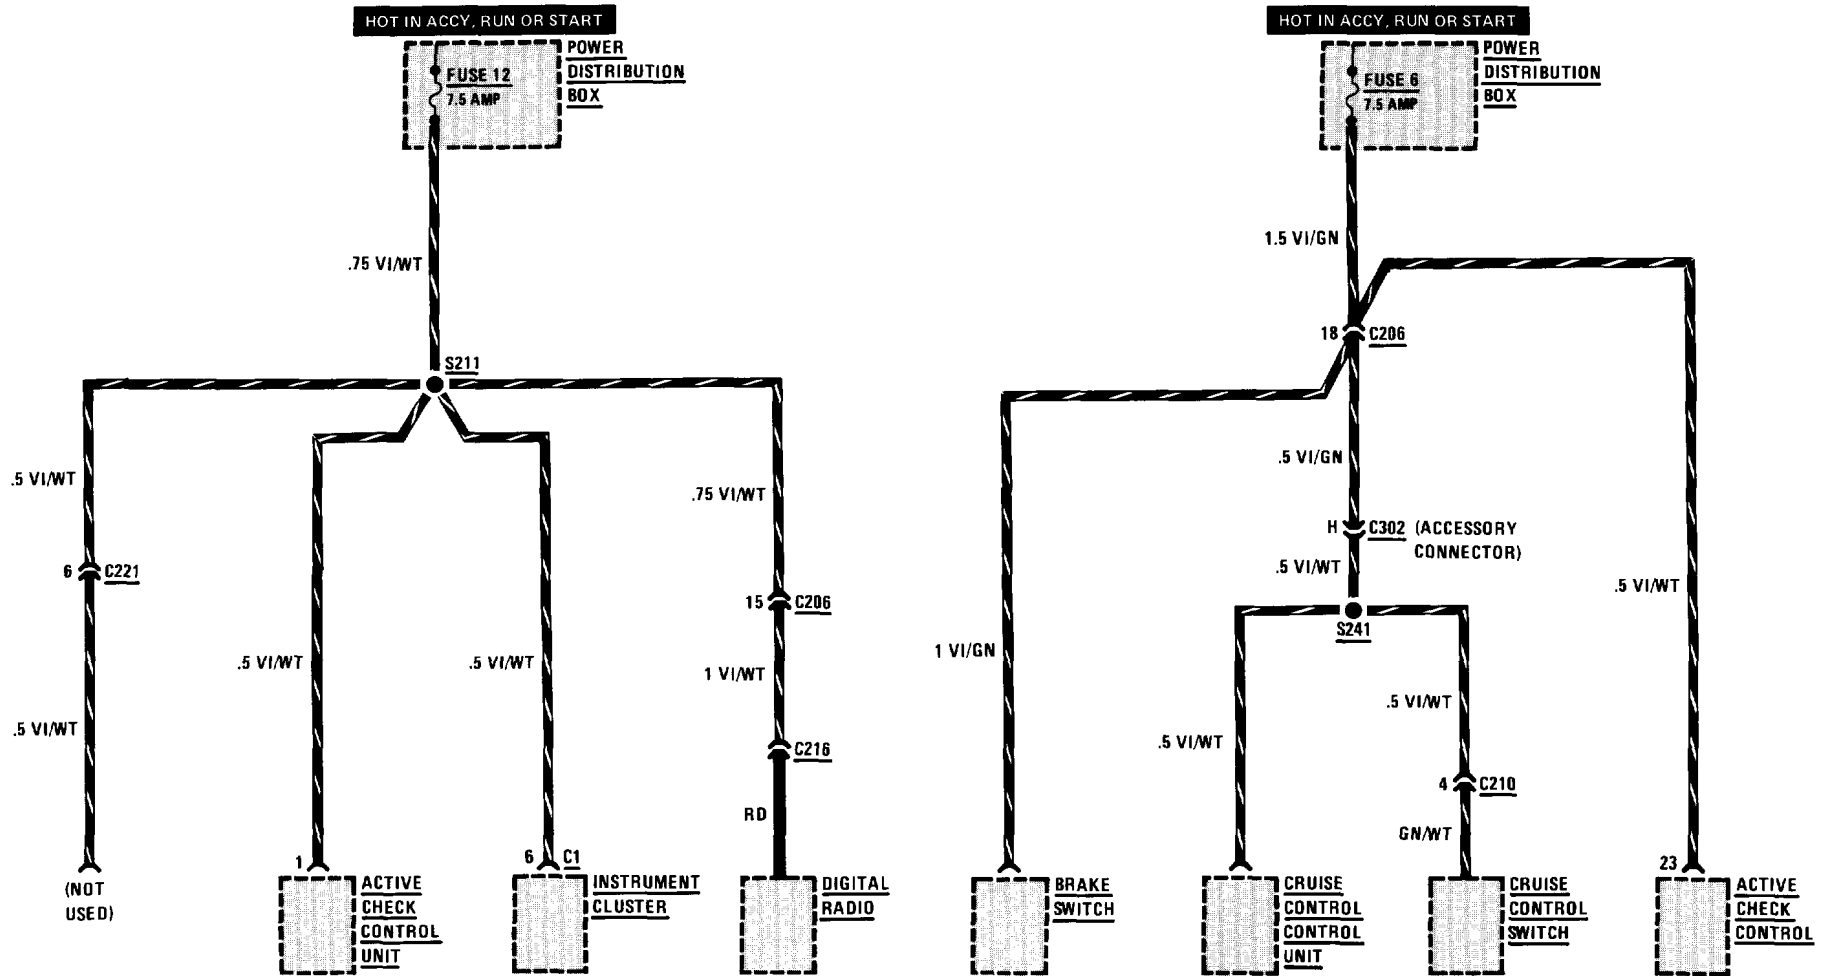 HOT IN ACCY, RUN OR START
POWER
DISTRIBUTION
BOX
FUSE 12
7.5 AMP
.75 VI/WT
S211
.5 VI/WT
.75 VI/WT
6 C221
15 C206
.5 VI/WT
.5 VI/WT
1 VI/WT
.5 VI/WT
C216
RD
1
6 C1
(NOT
USED)
ACTIVE
CHECK
CONTROL
UNIT
INSTRUMENT
CLUSTER
DIGITAL
RADIO
HOT IN ACCY, RUN OR START
POWER
DISTRIBUTION
BOX
FUSE 6
7.5 AMP
1.5 VI/GN
18 C206
.5 VI/GN
H C302 (ACCESSORY
CONNECTOR)
.5 VI/WT
.5 VI/WT
S241
1 VI/GN
.5 VI/WT
.5 VI/WT
4 C210
GN/WT
23
BRAKE
SWITCH
CRUISE
CONTROL
CONTROL
UNIT
CRUISE
CONTROL
SWITCH
ACTIVE
CHECK
CONTROL